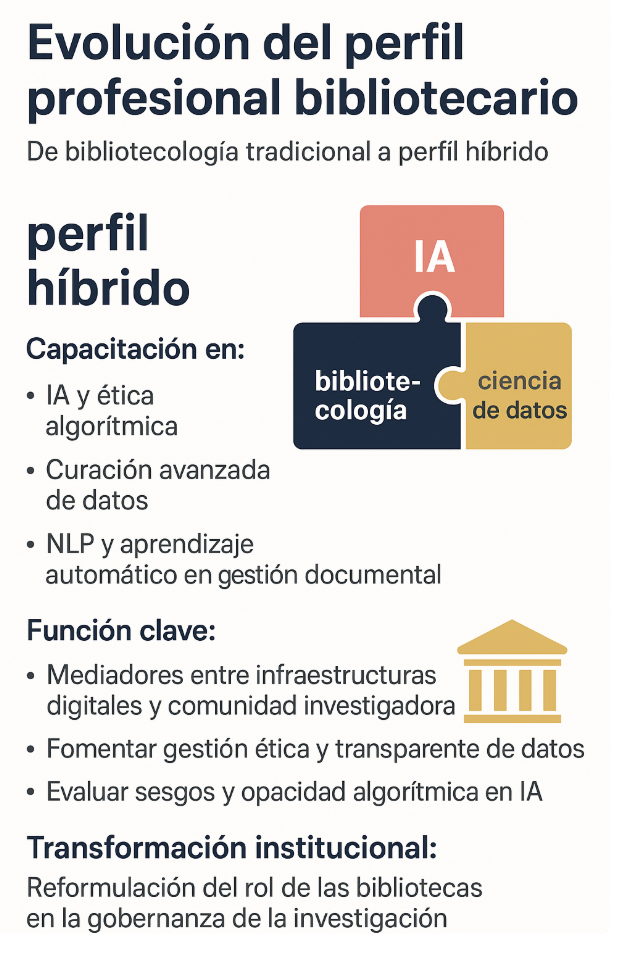 Evolución del perfil
profesional bibliotecario
De bibliotecología tradicional a perfíl híbrido
perfil
híbrido
IA
bibliote-
cología
ciencia
de datos
Capacitación en:
• IA y ética
algorítmica
• Curación avanzada
de datos
• NLP y aprendizaje
automático en gestión documental
Función clave:
• Mediadores entre infraestructuras
digitales y comunidad investigadora
• Fomentar gestión ética y transparente de datos
• Evaluar sesgos y opacidad algorítmica en IA
Transformación institucional:
Reformulación del rol de las bibliotecas
en la gobernanza de la investigación